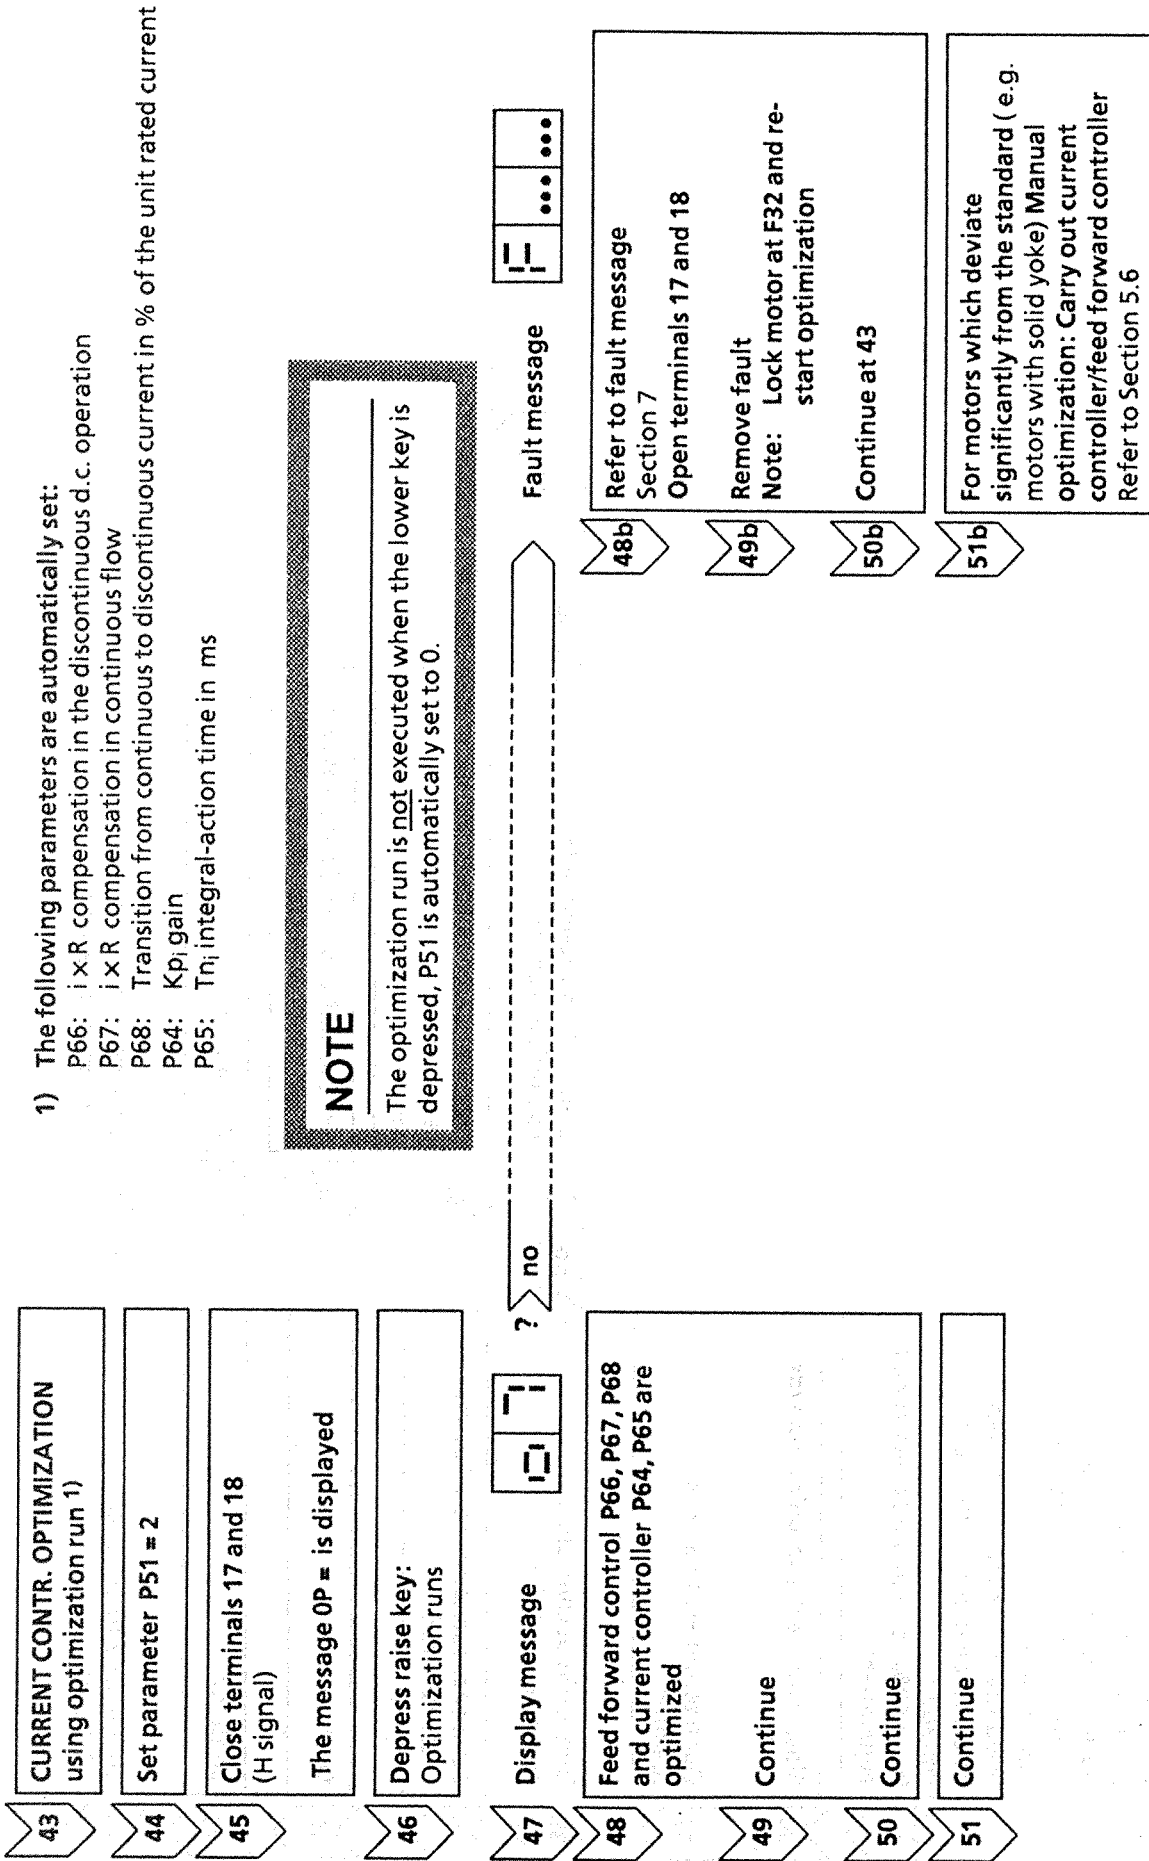 43
CURRENT CONTR. OPTIMIZATION
using optimization run 1)
44
Set parameter P51 = 2
45
Close terminals 17 and 18
(H signal)
The message 0P = is displayed
46
Depress raise key:
Optimization runs
1) The following parameters are automatically set:
P66: i x R compensation in the discontinuous d.c. operation
P67: i x R compensation in continuous flow
P68: Transition from continuous to discontinuous current in % of the unit rated current
P64: Kpi gain
P65: Tni integral-action time in ms
NOTE
The optimization run is not executed when the lower key is
depressed, P51 is automatically set to 0.
47
Display message
? no
Fault message
F ... ...
48
Feed forward control P66, P67, P68
and current controller P64, P65 are
optimized
49
Continue
50
Continue
51
Continue
48b
Refer to fault message
Section 7
Open terminals 17 and 18
49b
Remove fault
Note: Lock motor at F32 and re-
start optimization
50b
Continue at 43
51b
For motors which deviate
significantly from the standard ( e.g.
motors with solid yoke) Manual
optimization: Carry out current
controller/feed forward controller
Refer to Section 5.6